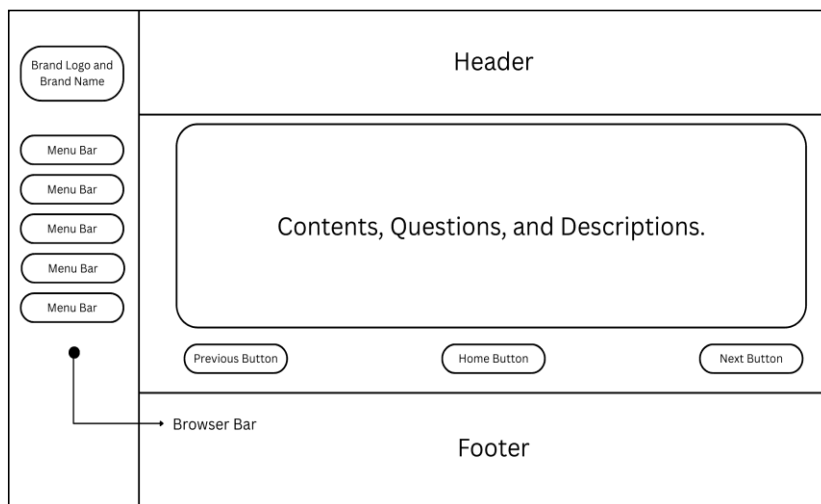 Brand Logo and
Brand Name
Menu Bar
Menu Bar
Menu Bar
Menu Bar
Menu Bar
Header
Contents, Questions, and Descriptions.
Previous Button
Home Button
Next Button
Browser Bar
Footer